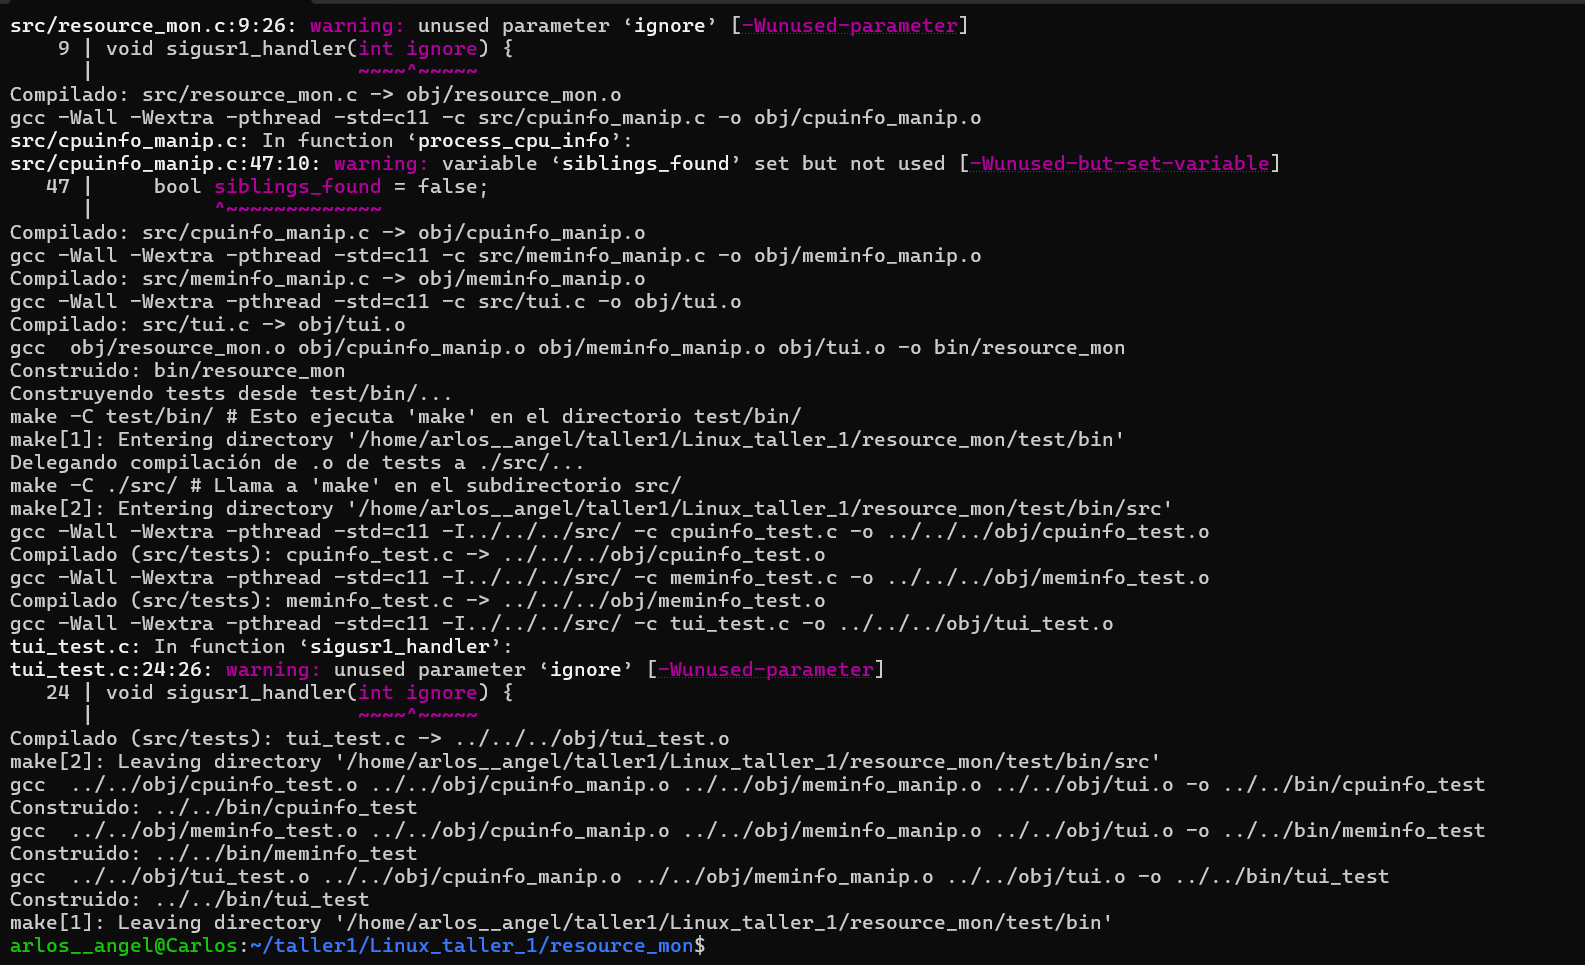 src/resource_mon.c:9:26: warning: unused parameter ‘ignore’ [-Wunused-parameter]
    9 | void sigusr1_handler(int ignore) {
      |                      ~~~~^~~~~~
Compilado: src/resource_mon.c -> obj/resource_mon.o
gcc -Wall -Wextra -pthread -std=c11 -c src/cpuinfo_manip.c -o obj/cpuinfo_manip.o
src/cpuinfo_manip.c: In function ‘process_cpu_info’:
src/cpuinfo_manip.c:47:10: warning: variable ‘siblings_found’ set but not used [-Wunused-but-set-variable]
   47 |     bool siblings_found = false;
      |          ^~~~~~~~~~~~~~
Compilado: src/cpuinfo_manip.c -> obj/cpuinfo_manip.o
gcc -Wall -Wextra -pthread -std=c11 -c src/meminfo_manip.c -o obj/meminfo_manip.o
Compilado: src/meminfo_manip.c -> obj/meminfo_manip.o
gcc -Wall -Wextra -pthread -std=c11 -c src/tui.c -o obj/tui.o
Compilado: src/tui.c -> obj/tui.o
gcc  obj/resource_mon.o obj/cpuinfo_manip.o obj/meminfo_manip.o obj/tui.o -o bin/resource_mon
Construido: bin/resource_mon
Construyendo tests desde test/bin/...
make -C test/bin/ # Esto ejecuta 'make' en el directorio test/bin/
make[1]: Entering directory '/home/arlos__angel/taller1/Linux_taller_1/resource_mon/test/bin'
Delegando compilación de .o de tests a ./src/...
make -C ./src/ # Llama a 'make' en el subdirectorio src/
make[2]: Entering directory '/home/arlos__angel/taller1/Linux_taller_1/resource_mon/test/bin/src'
gcc -Wall -Wextra -pthread -std=c11 -I../../../src/ -c cpuinfo_test.c -o ../../../obj/cpuinfo_test.o
Compilado (src/tests): cpuinfo_test.c -> ../../../obj/cpuinfo_test.o
gcc -Wall -Wextra -pthread -std=c11 -I../../../src/ -c meminfo_test.c -o ../../../obj/meminfo_test.o
Compilado (src/tests): meminfo_test.c -> ../../../obj/meminfo_test.o
gcc -Wall -Wextra -pthread -std=c11 -I../../../src/ -c tui_test.c -o ../../../obj/tui_test.o
tui_test.c: In function ‘sigusr1_handler’:
tui_test.c:24:26: warning: unused parameter ‘ignore’ [-Wunused-parameter]
   24 | void sigusr1_handler(int ignore) {
      |                      ~~~~^~~~~~
Compilado (src/tests): tui_test.c -> ../../../obj/tui_test.o
make[2]: Leaving directory '/home/arlos__angel/taller1/Linux_taller_1/resource_mon/test/bin/src'
gcc  ../../obj/cpuinfo_test.o ../../obj/cpuinfo_manip.o ../../obj/meminfo_manip.o ../../obj/tui.o -o ../../bin/cpuinfo_test
Construido: ../../bin/cpuinfo_test
gcc  ../../obj/meminfo_test.o ../../obj/cpuinfo_manip.o ../../obj/meminfo_manip.o ../../obj/tui.o -o ../../bin/meminfo_test
Construido: ../../bin/meminfo_test
gcc  ../../obj/tui_test.o ../../obj/cpuinfo_manip.o ../../obj/meminfo_manip.o ../../obj/tui.o -o ../../bin/tui_test
Construido: ../../bin/tui_test
make[1]: Leaving directory '/home/arlos__angel/taller1/Linux_taller_1/resource_mon/test/bin'
arlos__angel@Carlos:~/taller1/Linux_taller_1/resource_mon$